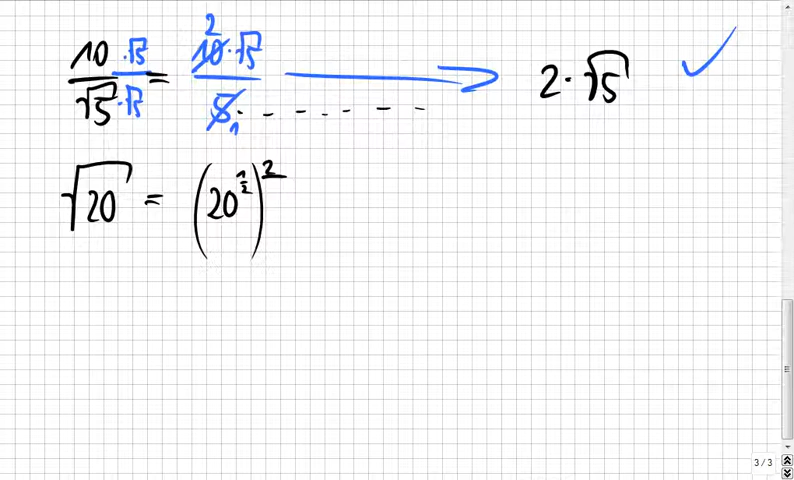 10/√5 · √5/· √5 = 10 · √5/5 2 1 2 · √5 ✓
√20 = (20^(1/2))^2
3 / 3